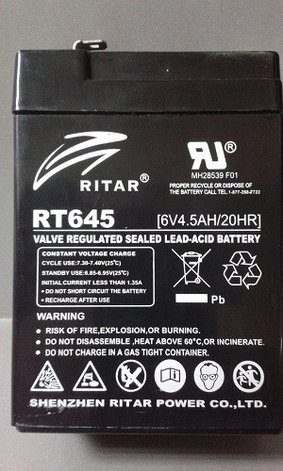 RITAR®
MH28539 F01
PROPER RECYCLE OR DISPOSE OF
THE BATTERY CALL TEL 1-877-288-7722
RT645 [6V4.5AH/20HR]
VALVE REGULATED SEALED LEAD-ACID BATTERY
CONSTANT VOLTAGE CHARGE
CYCLE USE:7.30-7.40V(25°C)
STANDBY USE:6.85-6.95V(25°C)
INITIAL CURRENT LESS THAN 1.35A
• DO NOT SHORT CIRCUIT THE BATTERY
• RECHARGE AFTER USE
Pb
WARNING
• RISK OF FIRE,EXPLOSION,OR BURNING.
• DO NOT DISASSEMBLE ,HEAT ABOVE 60°C,OR INCINERATE.
• DO NOT CHARGE IN A GAS TIGHT CONTAINER.
SHENZHEN RITAR POWER CO.,LTD.